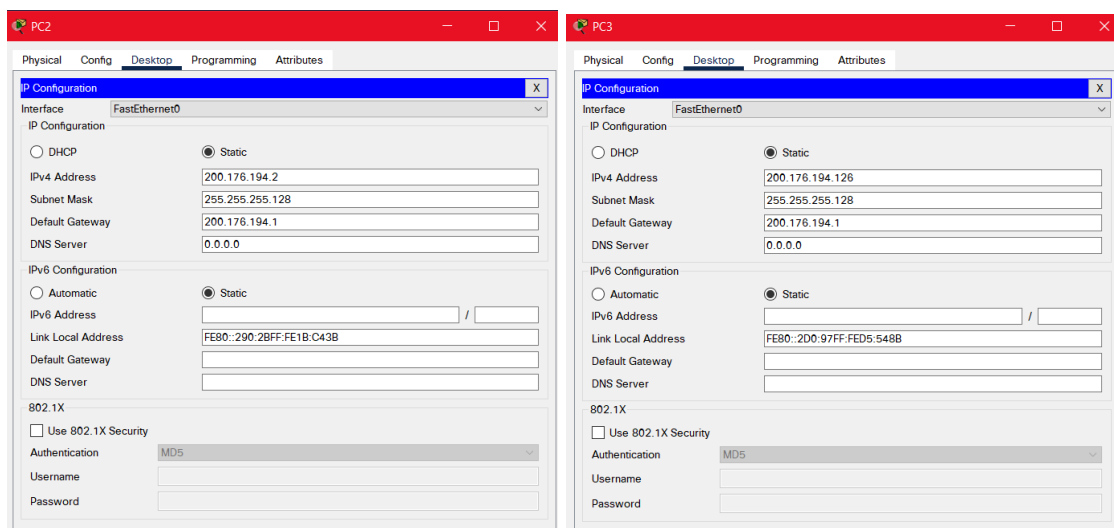 PC2
Physical Config Desktop Programming Attributes
IP Configuration X
Interface FastEthernet0
IP Configuration
DHCP Static
IPv4 Address 200.176.194.2
Subnet Mask 255.255.255.128
Default Gateway 200.176.194.1
DNS Server 0.0.0.0
IPv6 Configuration
Automatic Static
IPv6 Address /
Link Local Address FE80::290:2BFF:FE1B:C43B
Default Gateway
DNS Server
802.1X
Use 802.1X Security
Authentication MD5
Username
Password
PC3
Physical Config Desktop Programming Attributes
IP Configuration X
Interface FastEthernet0
IP Configuration
DHCP Static
IPv4 Address 200.176.194.126
Subnet Mask 255.255.255.128
Default Gateway 200.176.194.1
DNS Server 0.0.0.0
IPv6 Configuration
Automatic Static
IPv6 Address /
Link Local Address FE80::2D0:97FF:FED5:548B
Default Gateway
DNS Server
802.1X
Use 802.1X Security
Authentication MD5
Username
Password